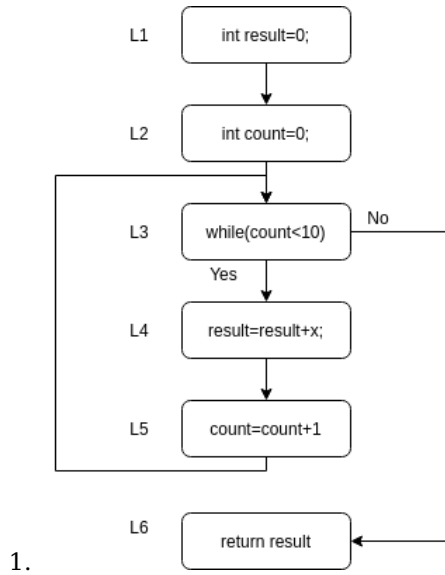 L1 int result=0;
L2 int count=0;
L3 while(count<10) No
Yes
L4 result=result+x;
L5 count=count+1
L6 return result
1.